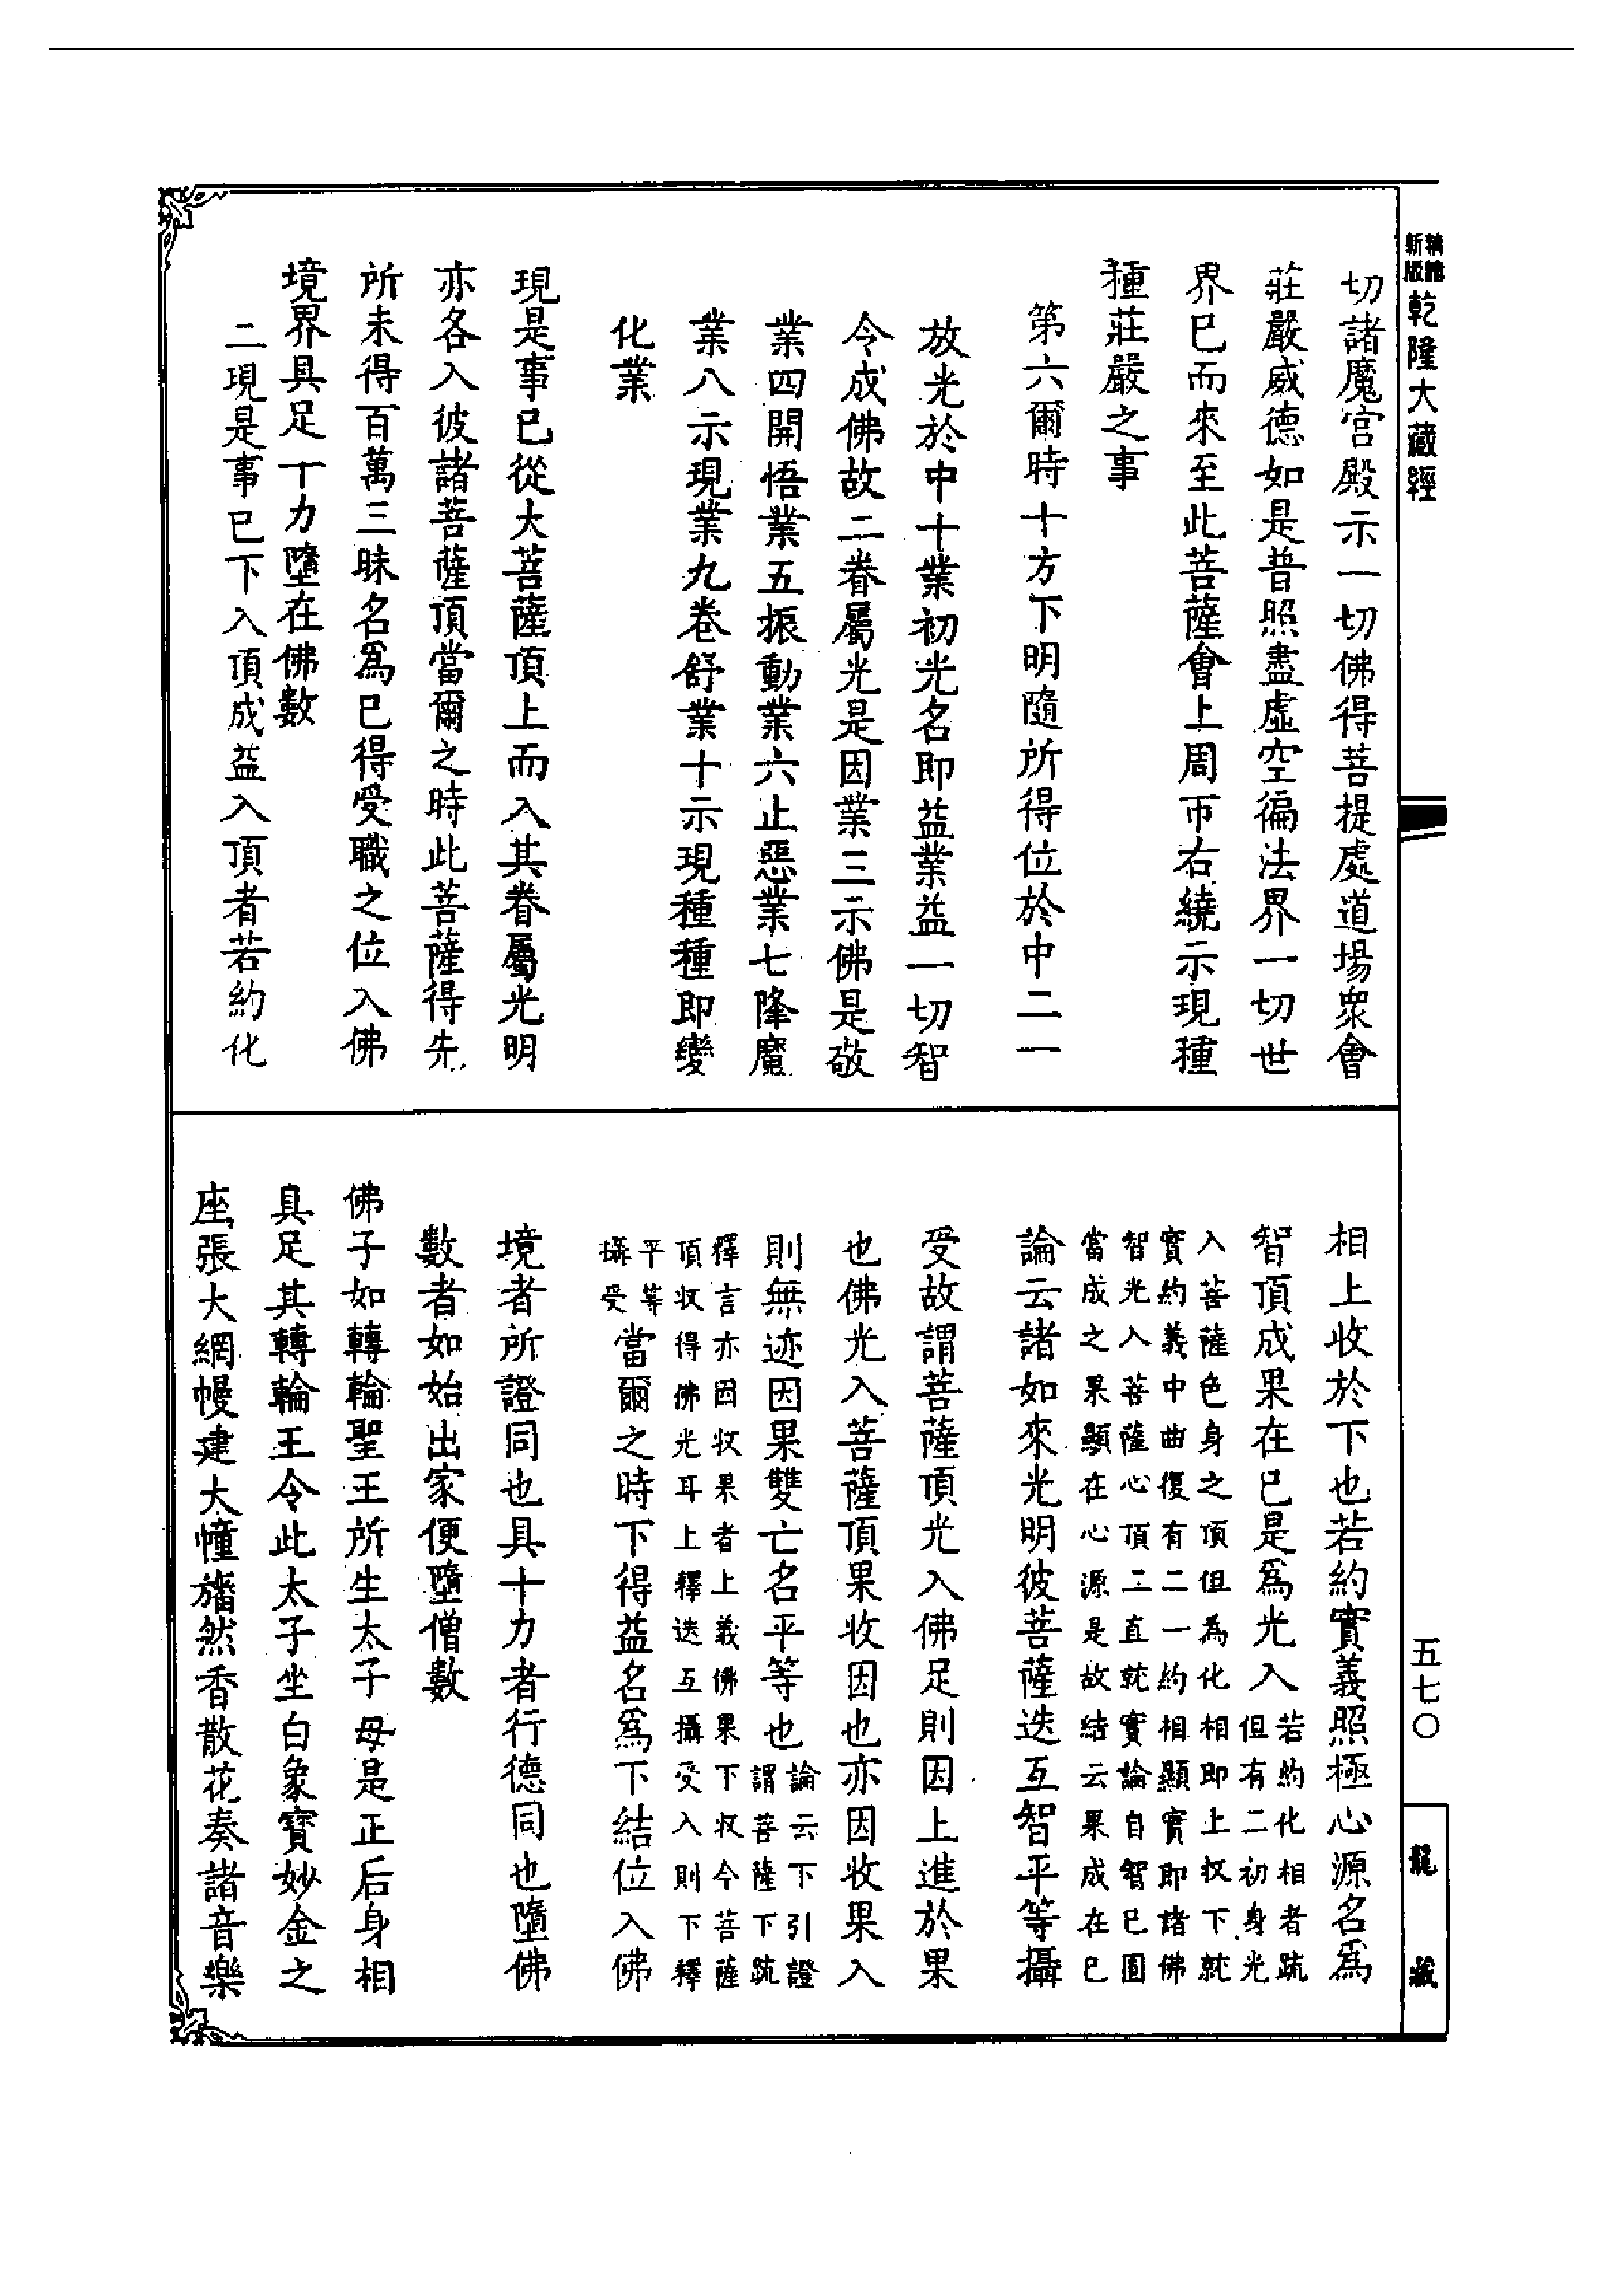 新版
精繕
乾隆大藏經
切諸魔宮殿示一切佛得菩提處道場衆會
莊嚴威德如是普照盡虛空徧法界一切世
界已而來至此菩薩會上周帀右繞示現種
種莊嚴之事
第六爾時十方下明隨所得位於中二一
放光於中十業初光名即益業益一切智
令成佛故二眷屬光是因業三示佛是敬
業四開悟業五振動業六止惡業七降魔
業八示現業九卷舒業十示現種種即變
化業
現是事已從大菩薩頂上而入其眷屬光明
亦各入彼諸菩薩頂當爾之時此菩薩得先
所未得百萬三昧名爲已得受職之位入佛
境界具足十力墮在佛數
二現是事已下入頂成益入頂者若約化
相上收於下也若約實義照極心源名爲
智頂成果在已是爲光入若約化相者䟽但有二初身光
入菩薩色身之頂但為化相即上収下就
實約義中曲復有二一約相顯實即諸佛
智光入菩薩心頂二直就實論自智已圓
當成之果顯在心源是故結云果成在已
論云諸如來光明彼菩薩迭互智平等攝
受故謂菩薩頂光入佛足則因上進於果
也佛光入菩薩頂果收因也亦因收果入
則無迹因果雙亡名平等也論云下引證謂菩薩下䟽
釋言亦因収果者上義佛果下収今菩薩
頂収得佛光耳上釋迭互攝受入則下釋
平等攝受當爾之時下得益名爲下結位入佛
境者所證同也具十力者行德同也墮佛
數者如始出家便墮僧數
佛子如轉輪聖王所生太子母是正后身相
具足其轉輪王令此太子坐白象寶妙金之
座張大網幔建大幢旛然香散花奏諸音樂
五七〇
龍藏